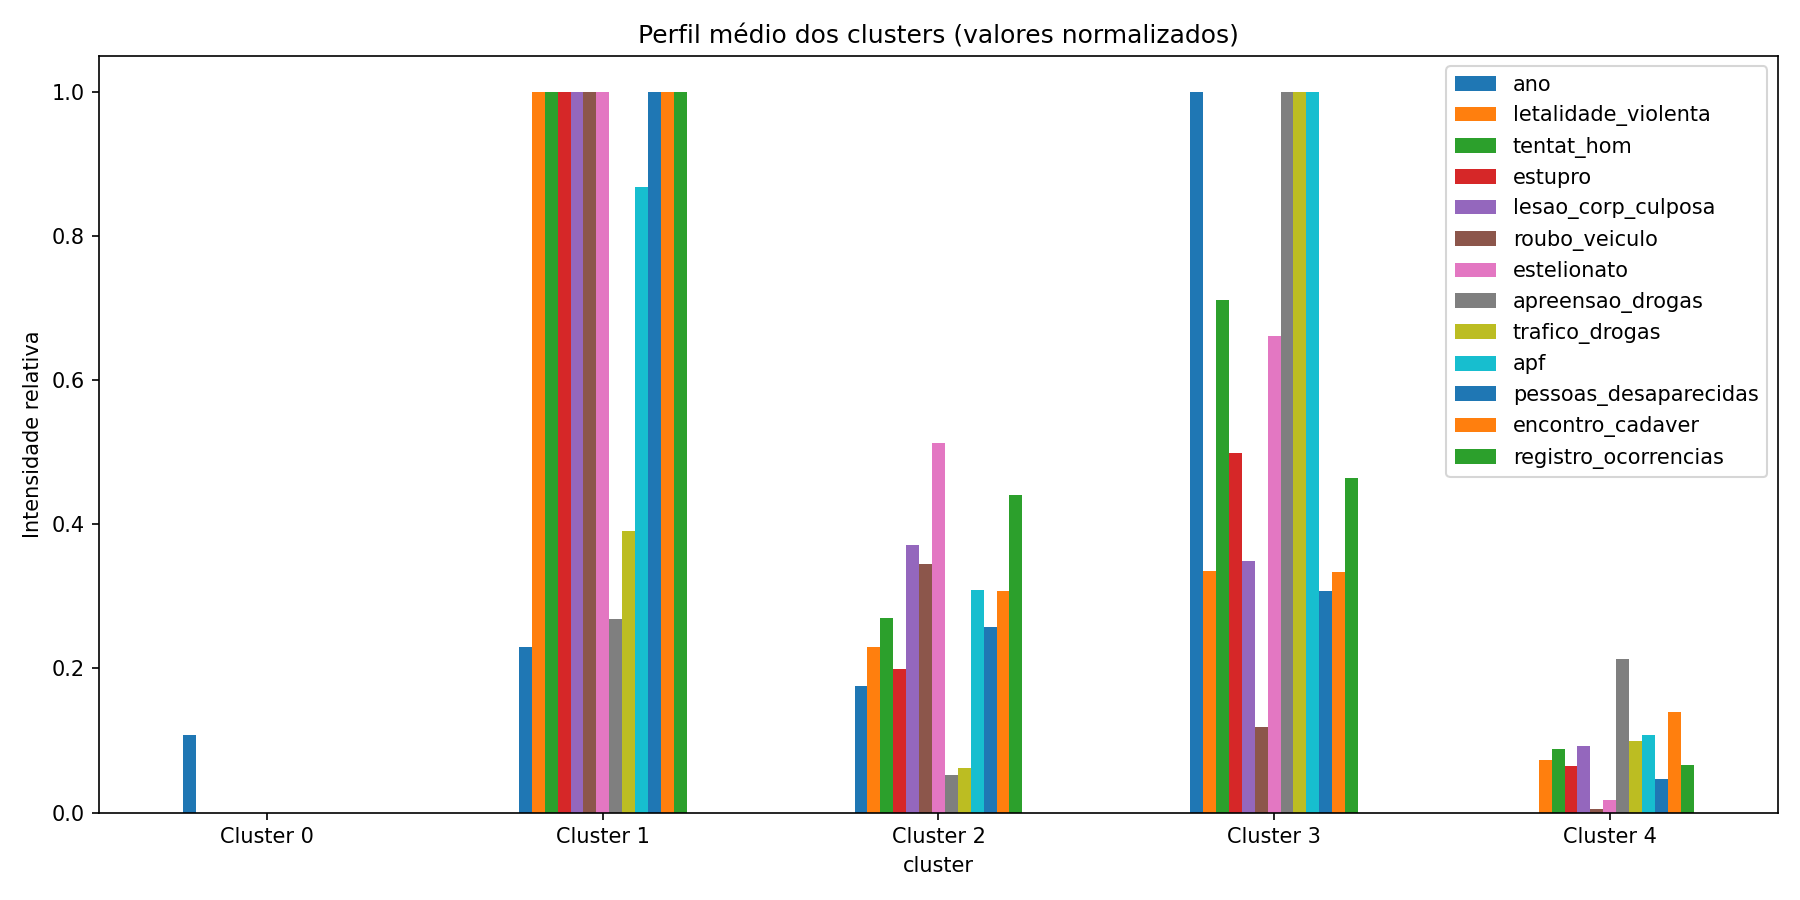 Perfil médio dos clusters (valores normalizados)
Intensidade relativa
1.0
0.8
0.6
0.4
0.2
0.0
ano
letalidade_violenta
tentat_hom
estupro
lesao_corp_culposa
roubo_veiculo
estelionato
apreensao_drogas
trafico_drogas
apf
pessoas_desaparecidas
encontro_cadaver
registro_ocorrencias
Cluster 0
Cluster 1
Cluster 2
Cluster 3
Cluster 4
cluster